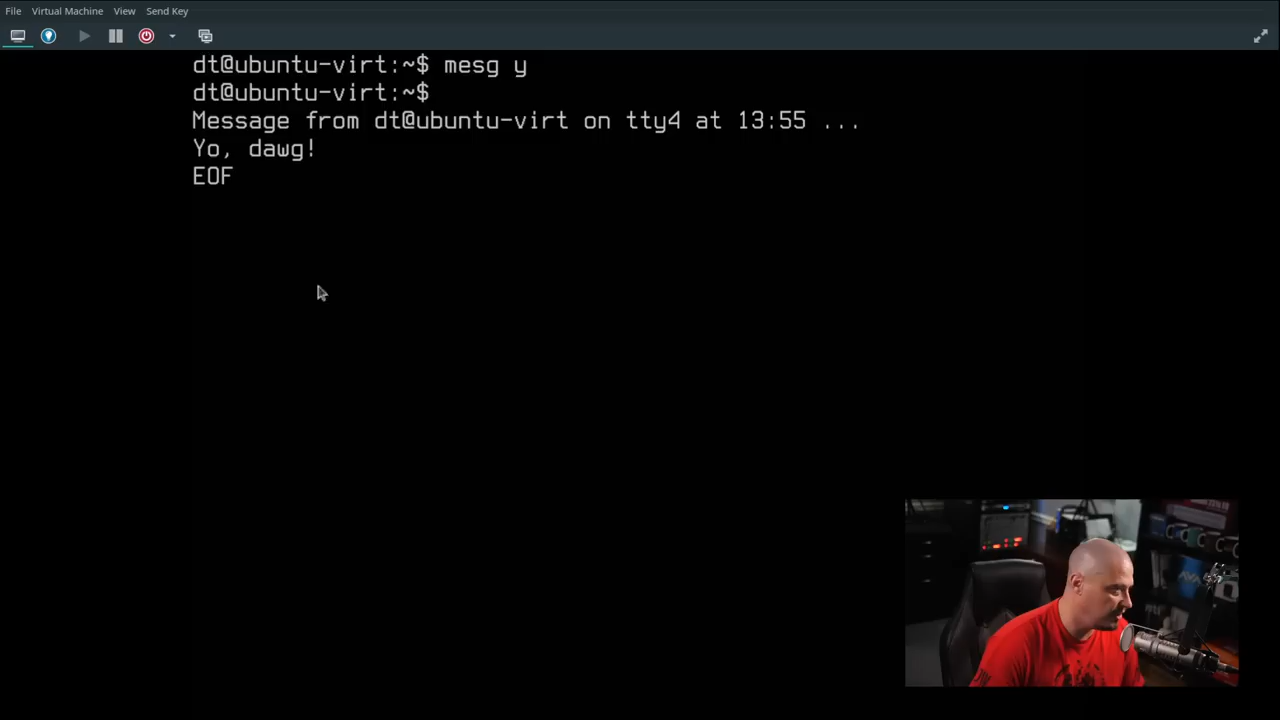 File Virtual Machine View Send Key
dt@ubuntu-virt:~$ mesg y
dt@ubuntu-virt:~$
Message from dt@ubuntu-virt on tty4 at 13:55 ...
Yo, dawg!
EOF